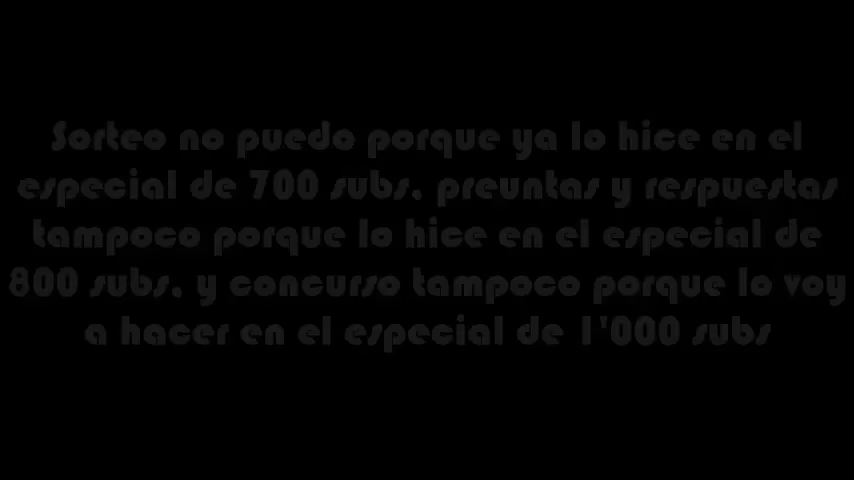 Sorteo no puedo porque ya lo hice en el
especial de 700 subs, preuntas y respuestas
tampoco porque lo hice en el especial de
800 subs, y concurso tampoco porque lo voy
a hacer en el especial de 1'000 subs